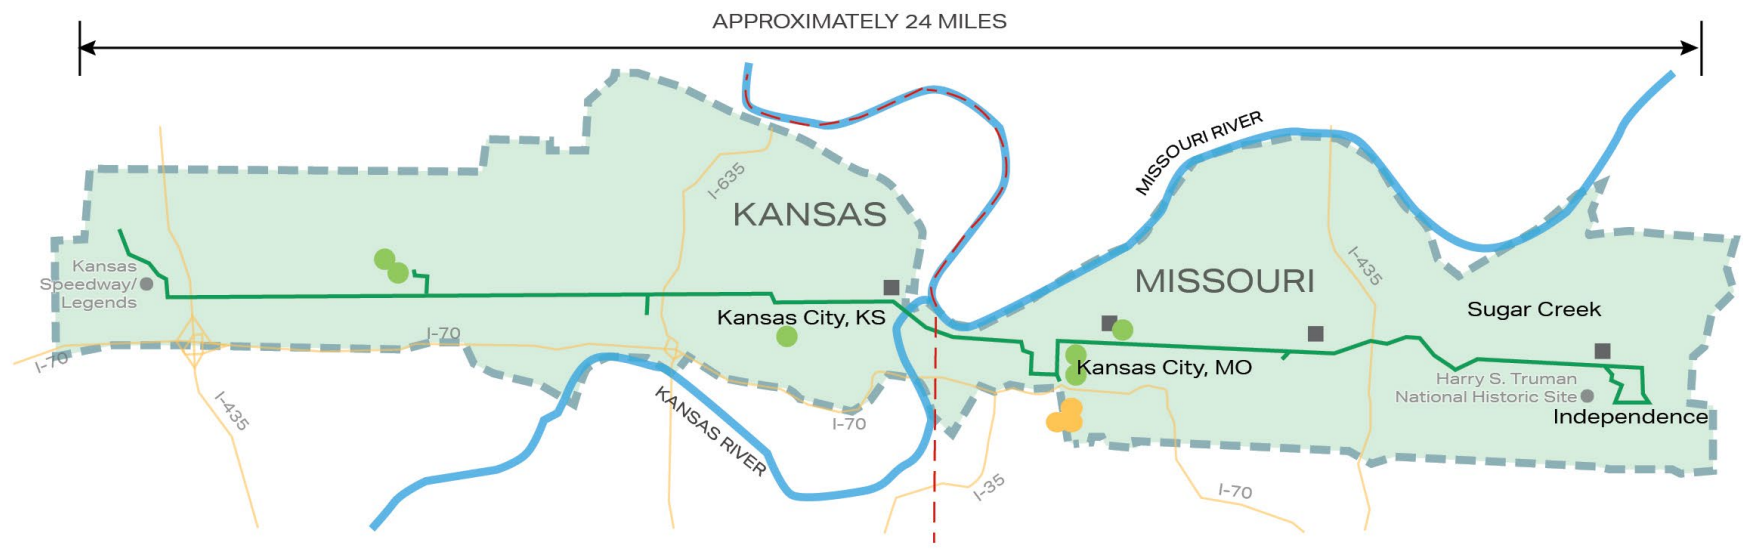 APPROXIMATELY 24 MILES
MISSOURI RIVER
I-635
KANSAS
Kansas
Speedway/
Legends
I-435
MISSOURI
Sugar Creek
Kansas City, KS
I-70
I-70
Kansas City, MO
Harry S. Truman
National Historic Site
Independence
I-435
KANSAS RIVER
I-70
I-35
I-70